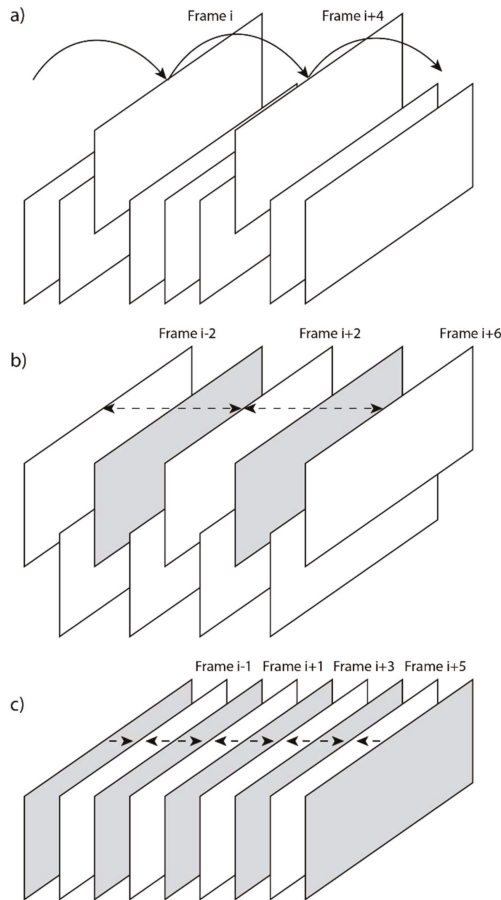 a)
Frame i
Frame i+4
b)
Frame i-2
Frame i+2
Frame i+6
c)
Frame i-1
Frame i+1
Frame i+3
Frame i+5